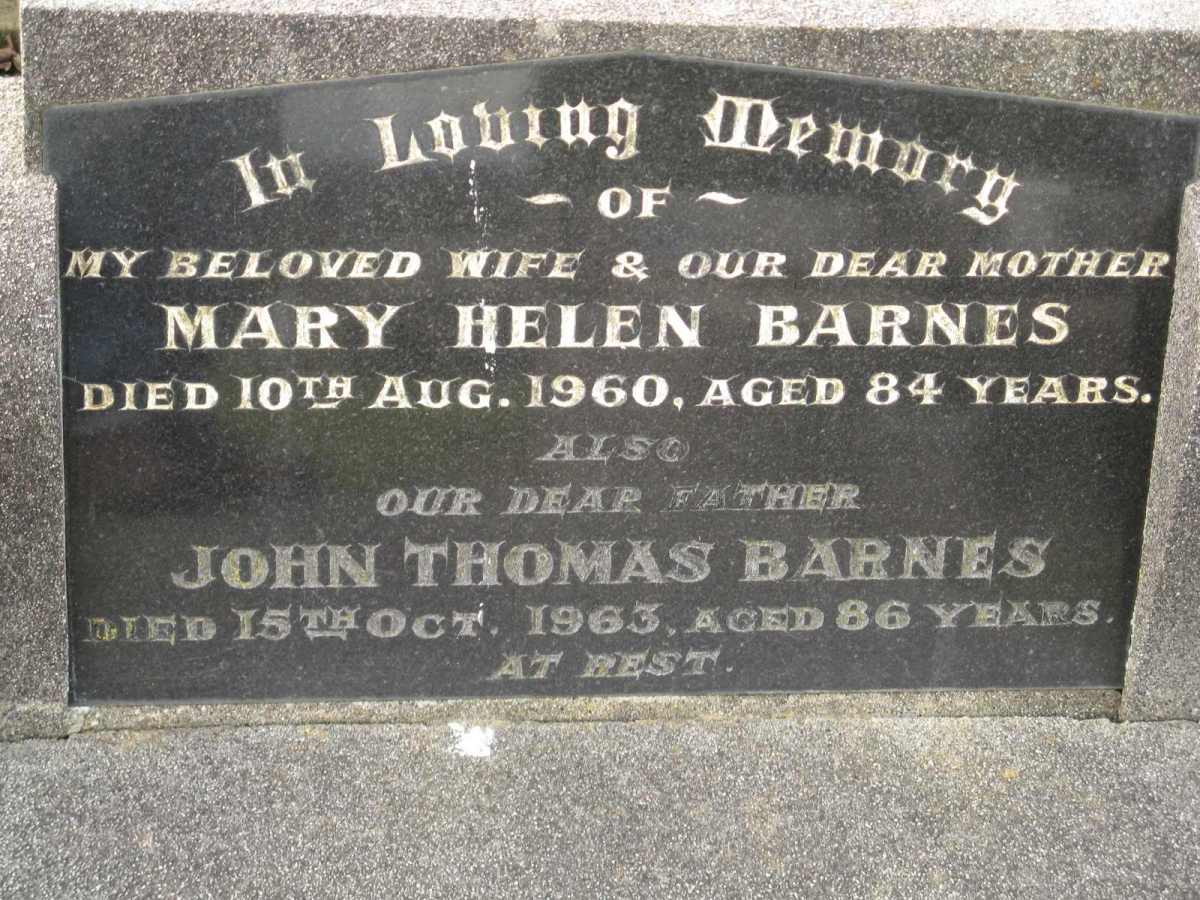 In Loving Memory
~ OF ~
MY BELOVED WIFE & OUR DEAR MOTHER
MARY HELEN BARNES
DIED 10TH AUG. 1960, AGED 84 YEARS.
ALSO
OUR DEAR FATHER
JOHN THOMAS BARNES
DIED 15TH OCT. 1963, AGED 86 YEARS.
AT REST.